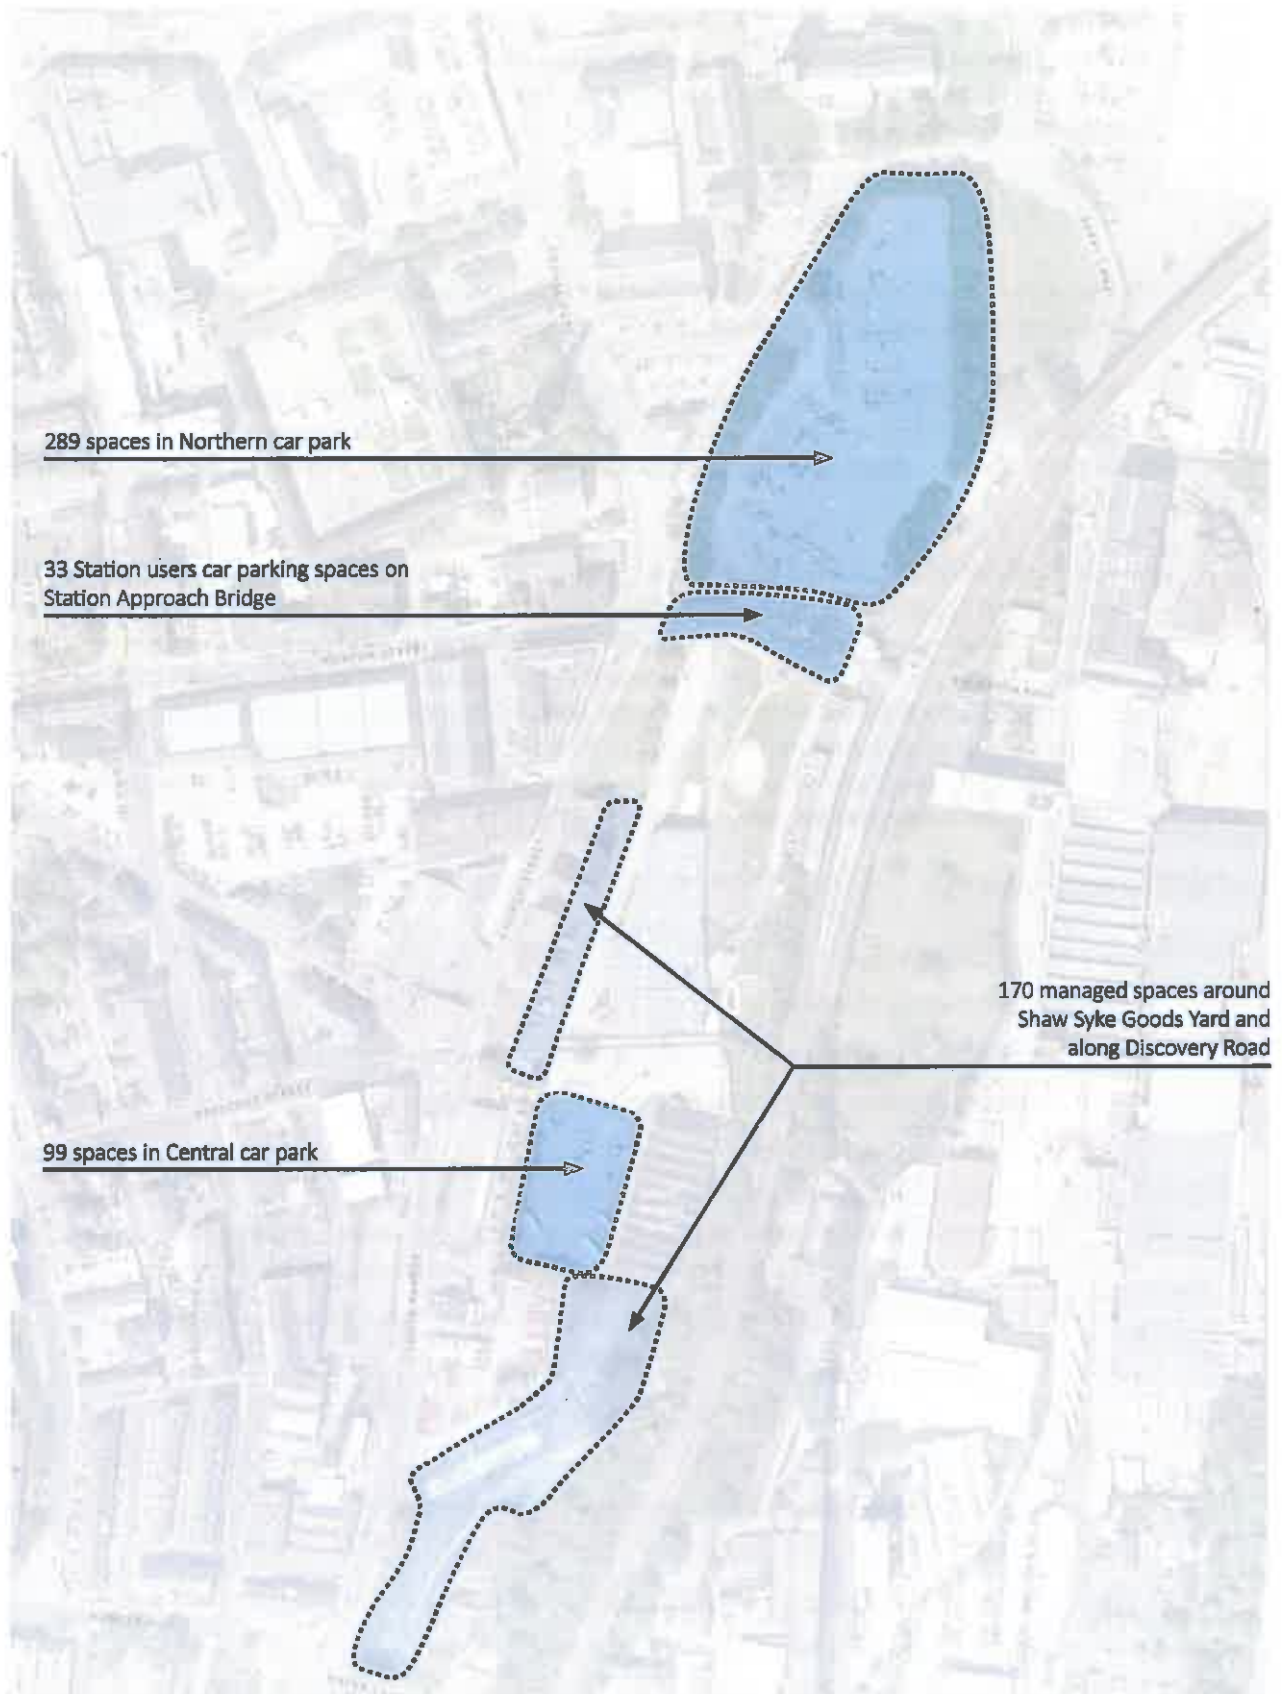 289 spaces in Northern car park
33 Station users car parking spaces on
Station Approach Bridge
170 managed spaces around
Shaw Syke Goods Yard and
along Discovery Road
99 spaces in Central car park